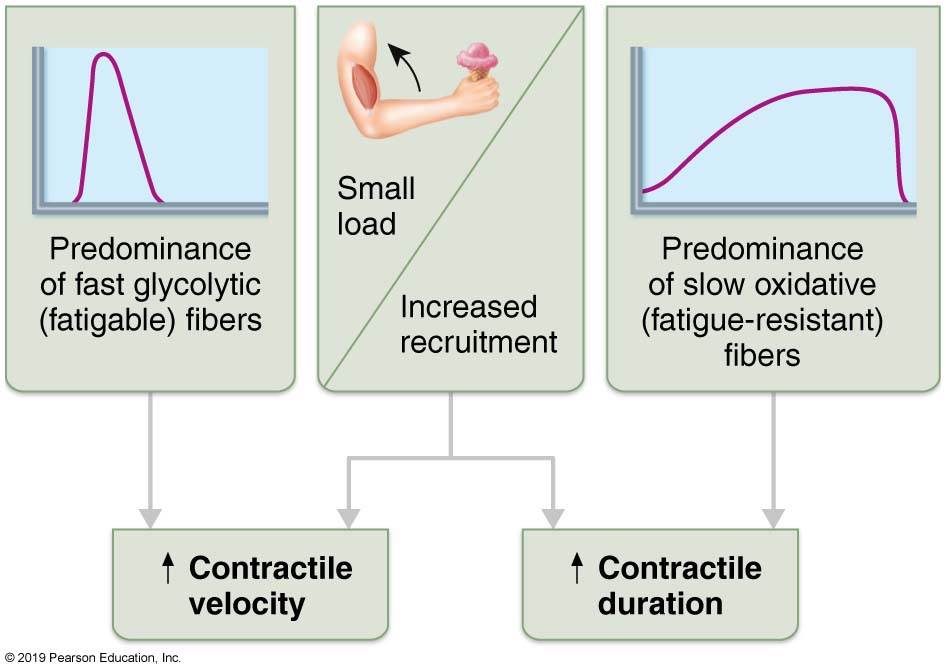 Predominance
of fast glycolytic
(fatigable) fibers
Small
load
Increased
recruitment
Predominance
of slow oxidative
(fatigue-resistant)
fibers
↑ Contractile
velocity
↑ Contractile
duration
© 2019 Pearson Education, Inc.